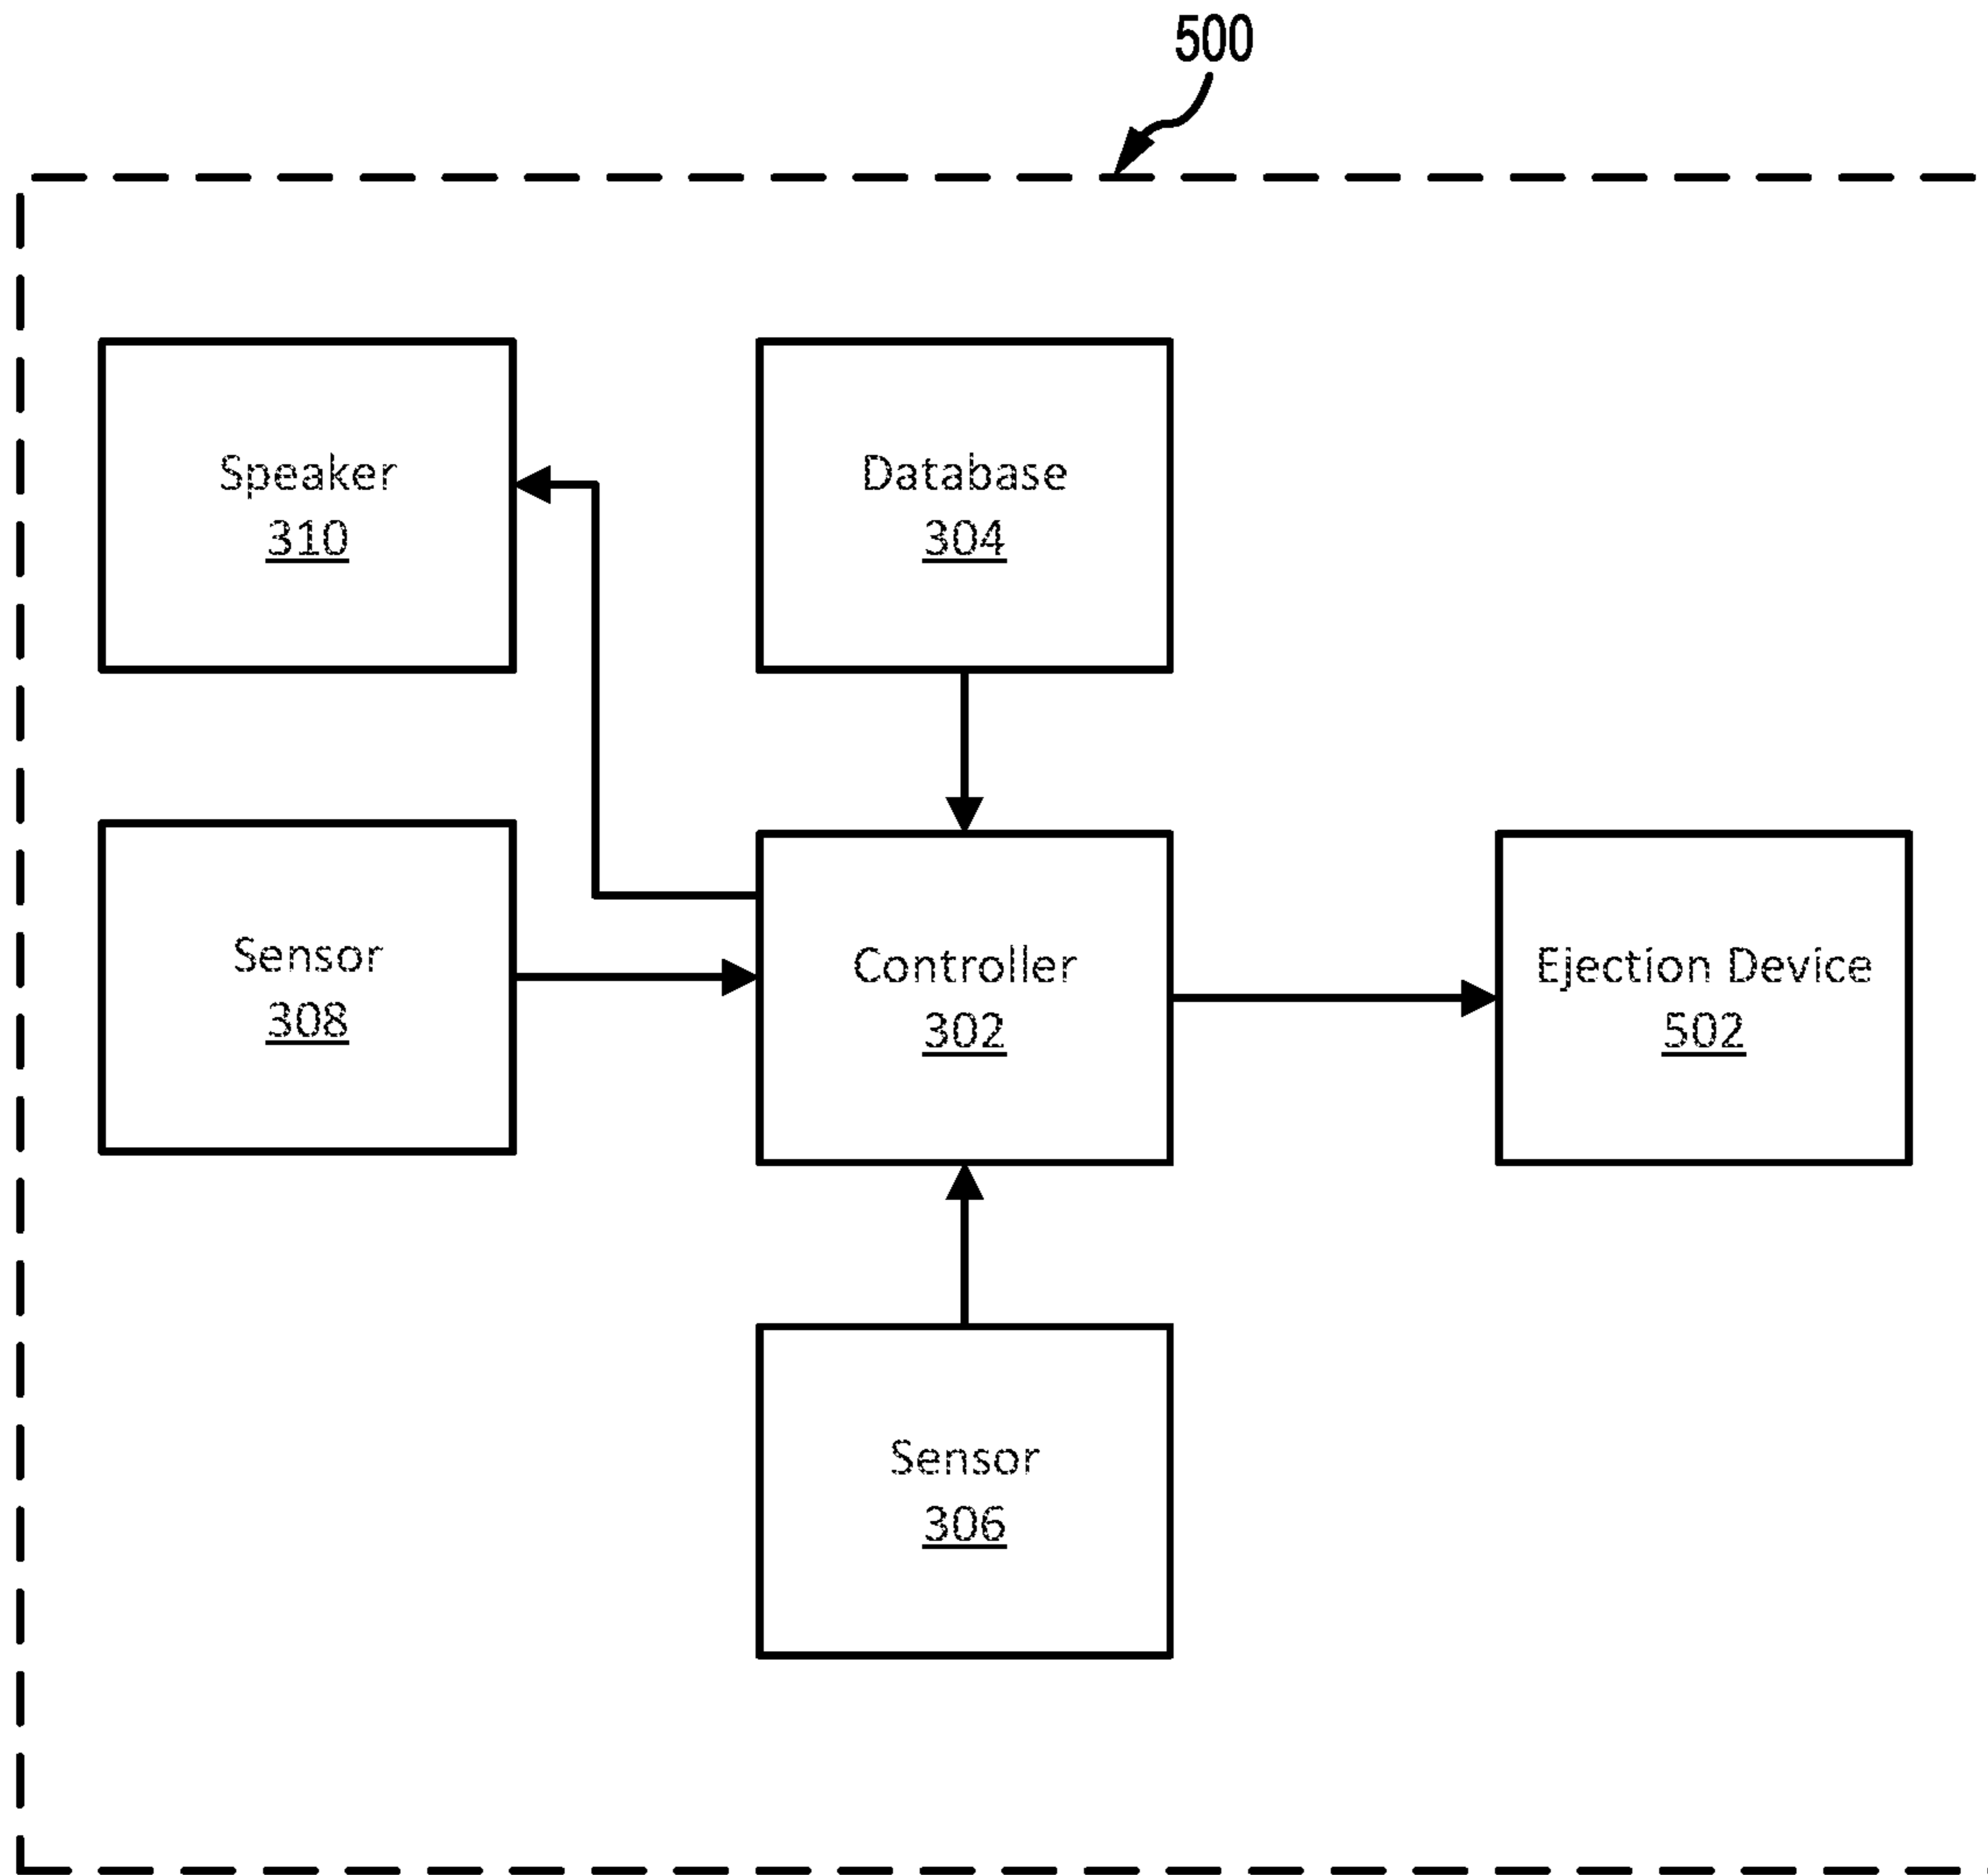 500
Speaker
310
Database
304
Sensor
308
Controller
302
Ejection Device
502
Sensor
306